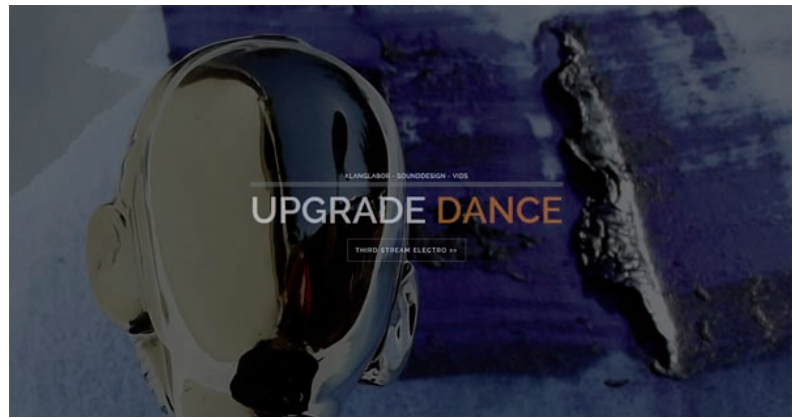 KLANGLABOR - SOUNDDESIGN - VIDS
UPGRADE DANCE
THIRD STREAM ELECTRO >>